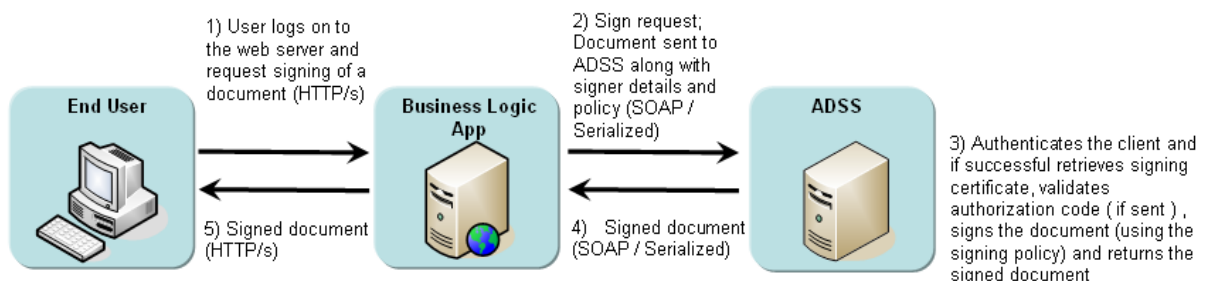 1) User logs on to
the web server and
request signing of a
document (HTTP/s)
2) Sign request;
Document sent to
ADSS along with
signer details and
policy (SOAP /
Serialized)
End User
Business Logic
App
ADSS
3) Authenticates the client and
if successful retrieves signing
certificate, validates
authorization code ( if sent ) ,
signs the document (using the
signing policy) and returns the
signed document
5) Signed document
(HTTP/s)
4) Signed document
(SOAP / Serialized)